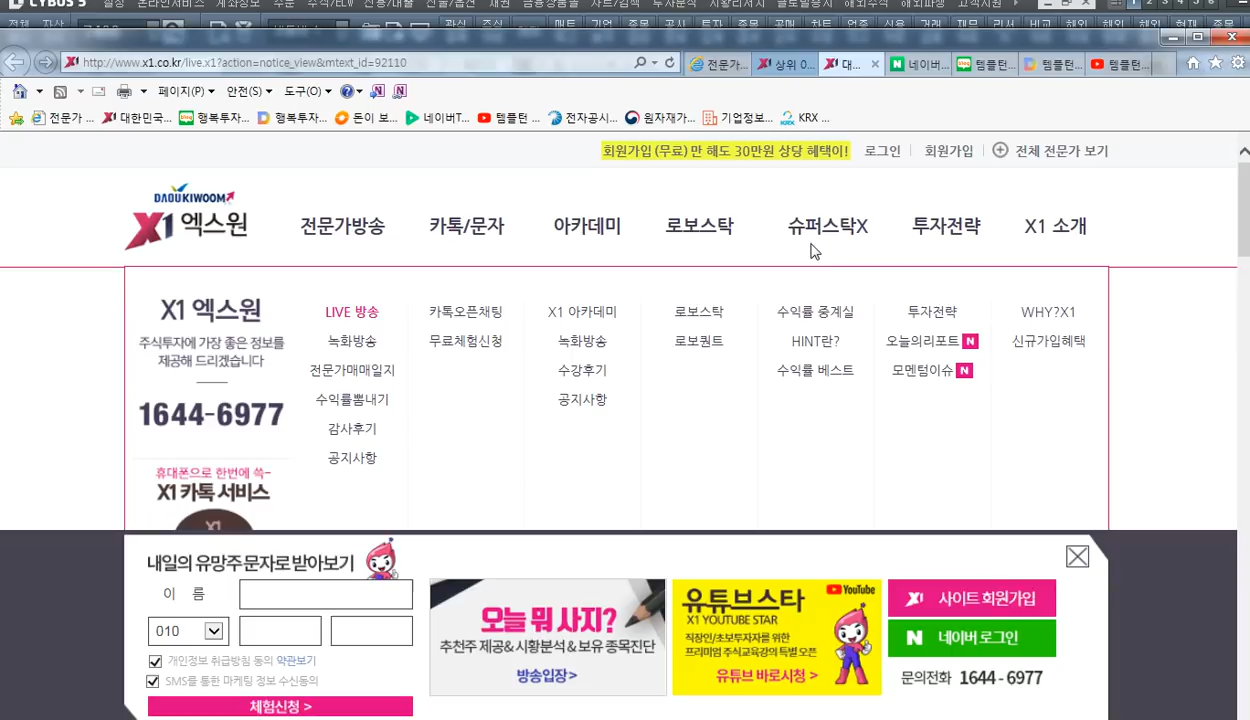 CYBOS 5
http://www.x1.co.kr/live.x1?action=notice_view&mtext_id=92110
전문가...
상위 0...
대...
네이버...
템플턴...
템플턴...
템플턴...
페이지(P)
안전(S)
도구(O)
전문가 ...
대한민국...
행복투자...
행복투자...
돈이 보...
네이버T...
템플턴 ...
전자공시...
원자재가...
기업정보...
KRX ...
회원가입(무료)만 해도 30만원 상당 혜택이!
로그인
회원가입
전체 전문가 보기
DAOUKIWOOM
X1 엑스원
전문가방송
카톡/문자
아카데미
로보스탁
슈퍼스탁X
투자전략
X1 소개
X1 엑스원
주식투자에 가장 좋은 정보를
제공해 드리겠습니다
1644-6977
휴대폰으로 한번에 쓱~
X1 카톡 서비스
X1
LIVE 방송
녹화방송
전문가매매일지
수익률뽐내기
감사후기
공지사항
카톡오픈채팅
무료체험신청
X1 아카데미
녹화방송
수강후기
공지사항
로보스탁
로보퀀트
수익률 중계실
HINT란?
수익률 베스트
투자전략
오늘의리포트 N
모멘텀이슈 N
WHY?X1
신규가입혜택
내일의 유망주 문자로 받아보기
이 름
010
개인정보 취급방침 동의 약관보기
SMS를 통한 마케팅 정보 수신동의
체험신청 >
오늘 뭐 사지?
추천주 제공& 시황분석 & 보유 종목진단
방송입장>
YouTube
유튜브스타
X1 YOUTUBE STAR
직장인/초보투자자를 위한
프리미엄 주식교육강의 특별 오픈
유튜브 바로시청 >
X1 사이트 회원가입
N 네이버 로그인
문의전화 1644 - 6977